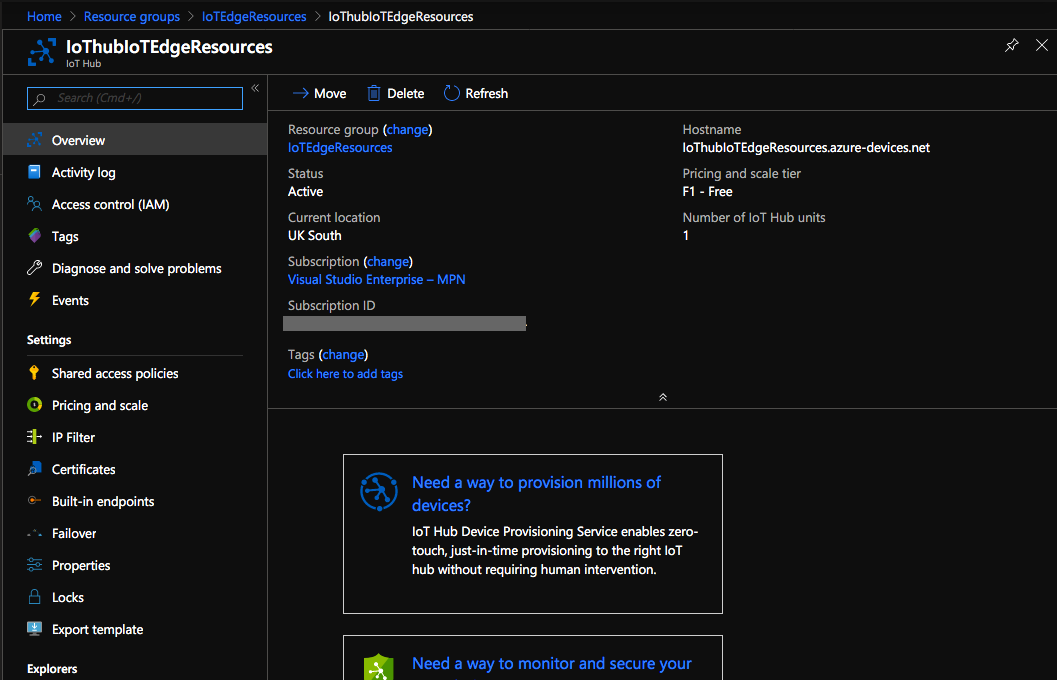 Home > Resource groups > IoTEdgeResources > IoThubIoTEdgeResources
IoThubIoTEdgeResources
IoT Hub
Search (Cmd+/)
«
Move
Delete
Refresh
Overview
Activity log
Access control (IAM)
Tags
Diagnose and solve problems
Events
Settings
Shared access policies
Pricing and scale
IP Filter
Certificates
Built-in endpoints
Failover
Properties
Locks
Export template
Explorers
Resource group (change)
IoTEdgeResources
Status
Active
Current location
UK South
Subscription (change)
Visual Studio Enterprise – MPN
Subscription ID
Tags (change)
Click here to add tags
Hostname
IoThubIoTEdgeResources.azure-devices.net
Pricing and scale tier
F1 - Free
Number of IoT Hub units
1
Need a way to provision millions of
devices?
IoT Hub Device Provisioning Service enables zero-
touch, just-in-time provisioning to the right IoT
hub without requiring human intervention.
Need a way to monitor and secure your